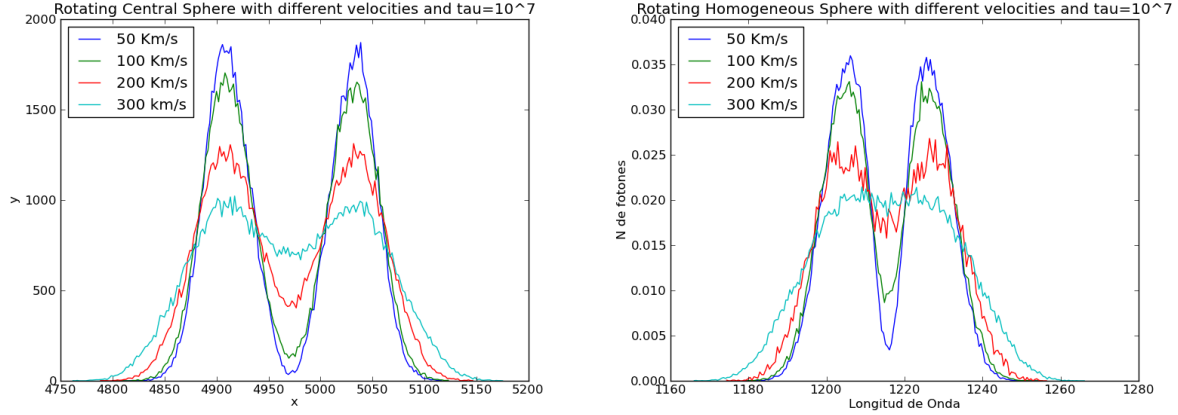 Rotating Central Sphere with different velocities and tau=10^7
2000
1500
1000
500
0
y
50 Km/s
100 Km/s
200 Km/s
300 km/s
4750
4800
4850
4900
4950
5000
5050
5100
5150
5200
x
Rotating Homogeneous Sphere with different velocities and tau=10^7
0.040
0.035
0.030
0.025
0.020
0.015
0.010
0.005
0.000
N de fotones
50 Km/s
100 Km/s
200 Km/s
300 Km/s
1160
1180
1200
1220
1240
1260
1280
Longitud de Onda